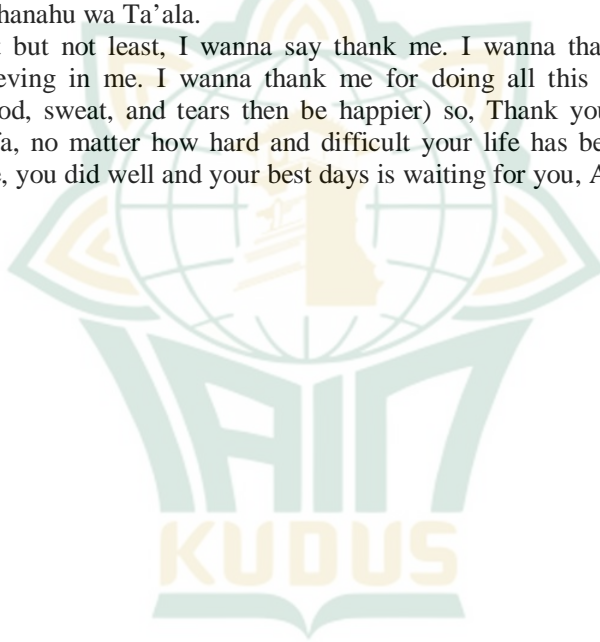 hanahu wa Ta'ala.
but not least, I wanna say thank me. I wanna tha
eving in me. I wanna thank me for doing all this
od, sweat, and tears then be happier) so, Thank you
fa, no matter how hard and difficult your life has be
, you did well and your best days is waiting for you, A
IAIN
KUDUS